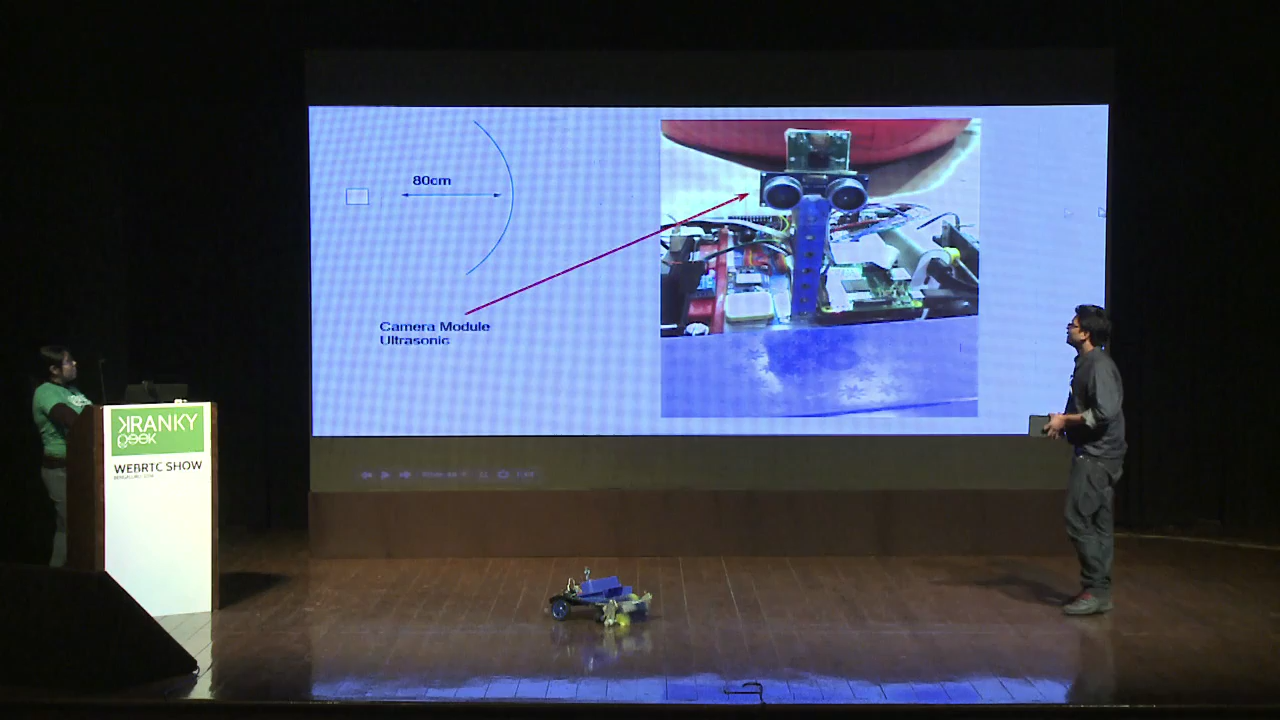 80cm
Camera Module
Ultrasonic
KRANKY
geek
WEBRTC SHOW